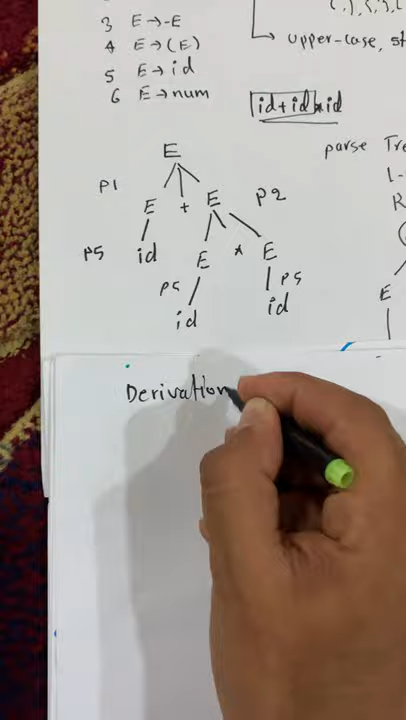 3 E→-E
4 E→(E)
5 E→id
6 E→num
(,),{,},{
upper-case, st
id+id*id
parse Tre
E
P1
E + E
P2
P5
id
E * E
P5
id
P5
id
L-
R
E
Derivation